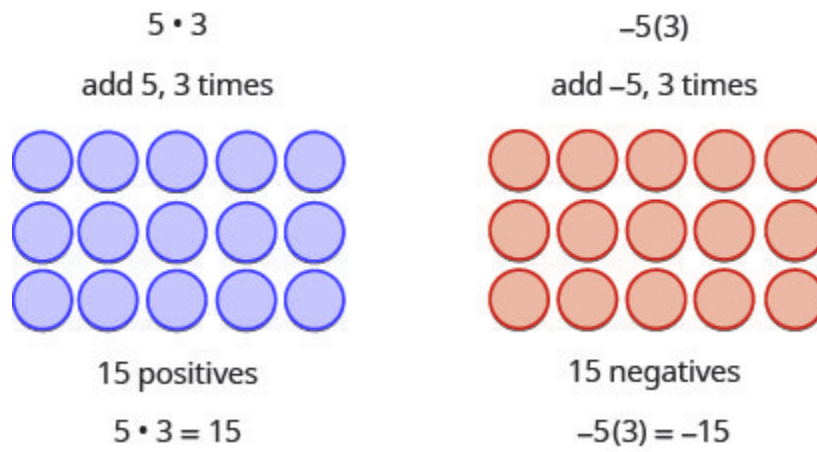 5 • 3
add 5, 3 times
15 positives
5 • 3 = 15
–5(3)
add –5, 3 times
15 negatives
–5(3) = –15